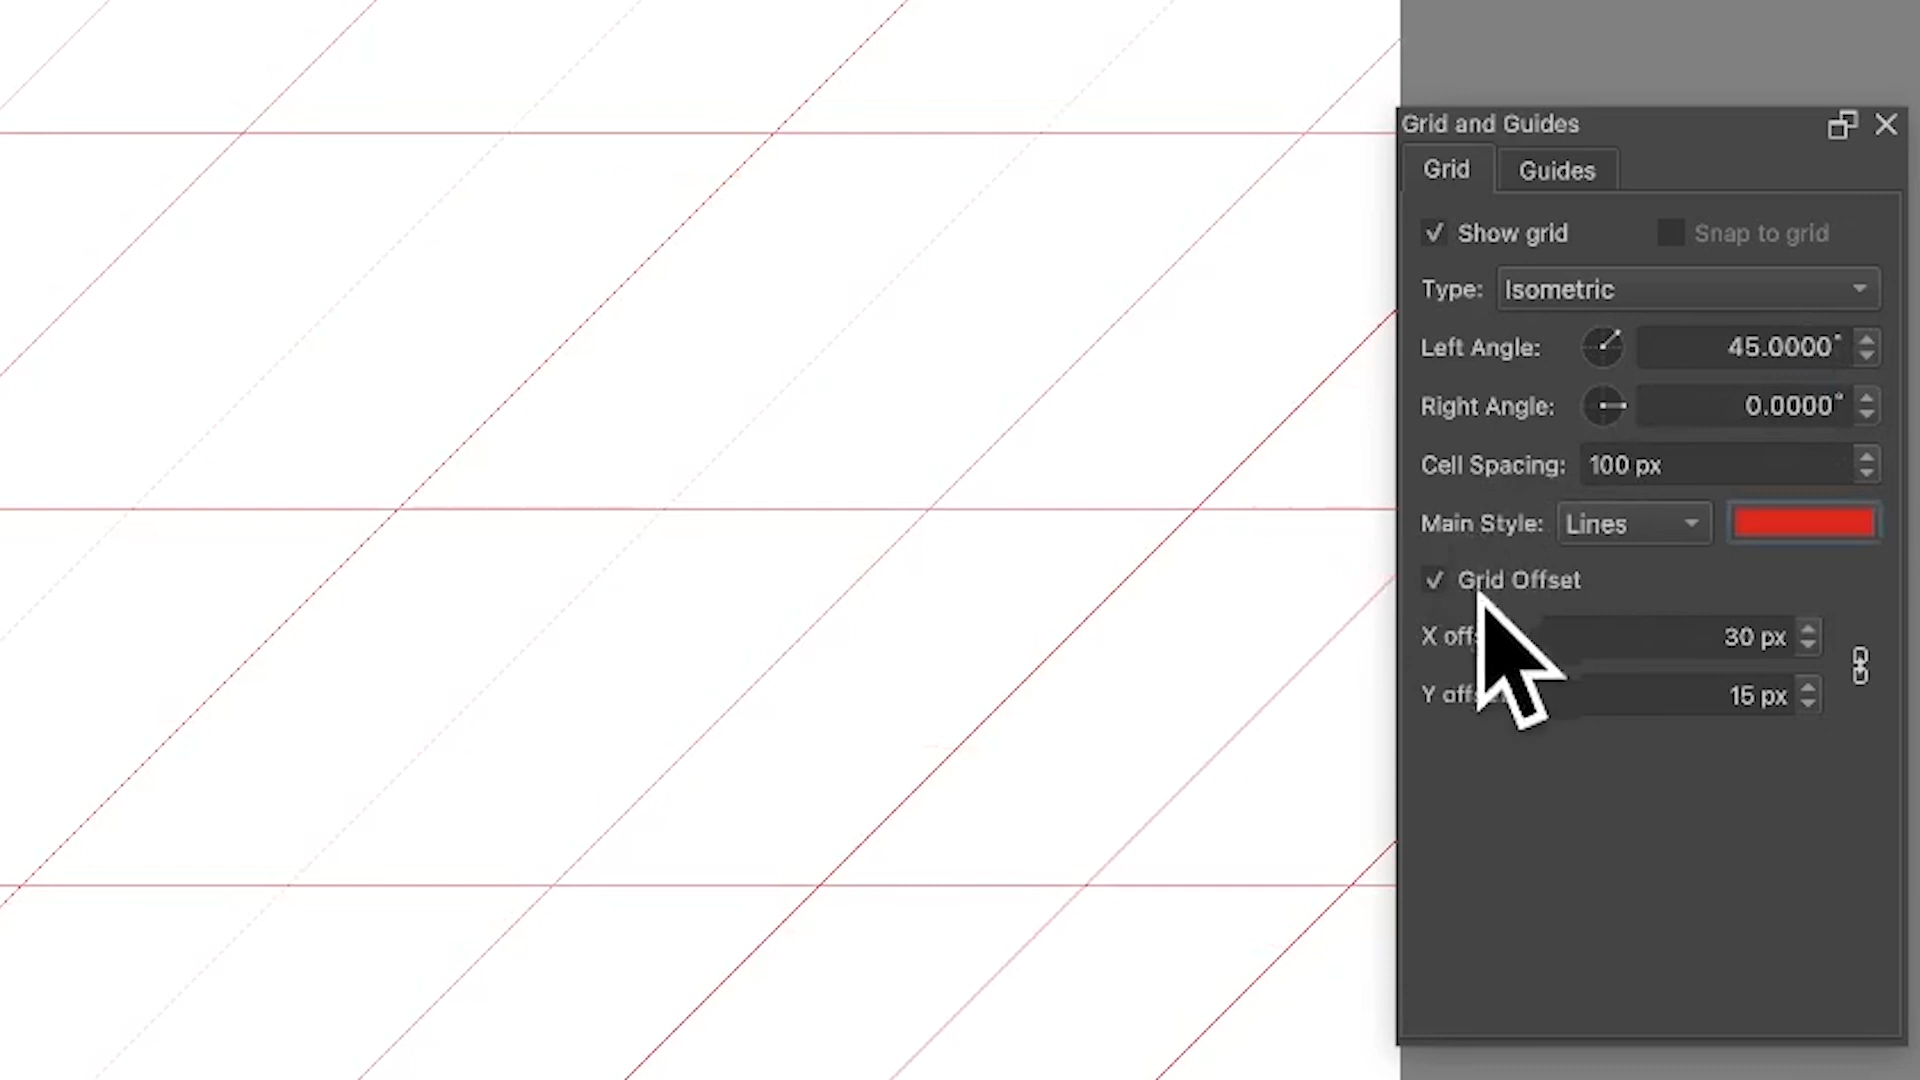 Grid and Guides
Grid Guides
Show grid Snap to grid
Type: Isometric
Left Angle: 45.0000°
Right Angle: 0.0000°
Cell Spacing: 100 px
Main Style: Lines
Grid Offset
X 30 px
Y 15 px